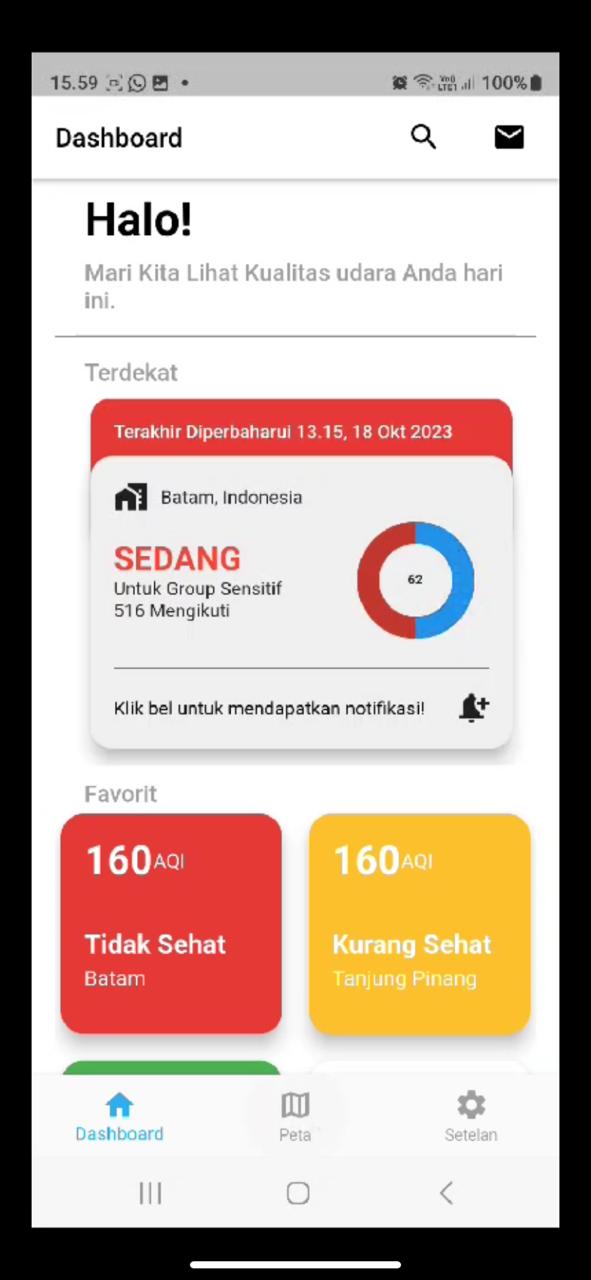 15.59
100%
Dashboard
Halo!
Mari Kita Lihat Kualitas udara Anda hari
ini.
Terdekat
Terakhir Diperbaharui 13.15, 18 Okt 2023
Batam, Indonesia
SEDANG
Untuk Group Sensitif
516 Mengikuti
62
Klik bel untuk mendapatkan notifikasi!
Favorit
160AQI
Tidak Sehat
Batam
160AQI
Kurang Sehat
Tanjung Pinang
Dashboard
Peta
Setelan